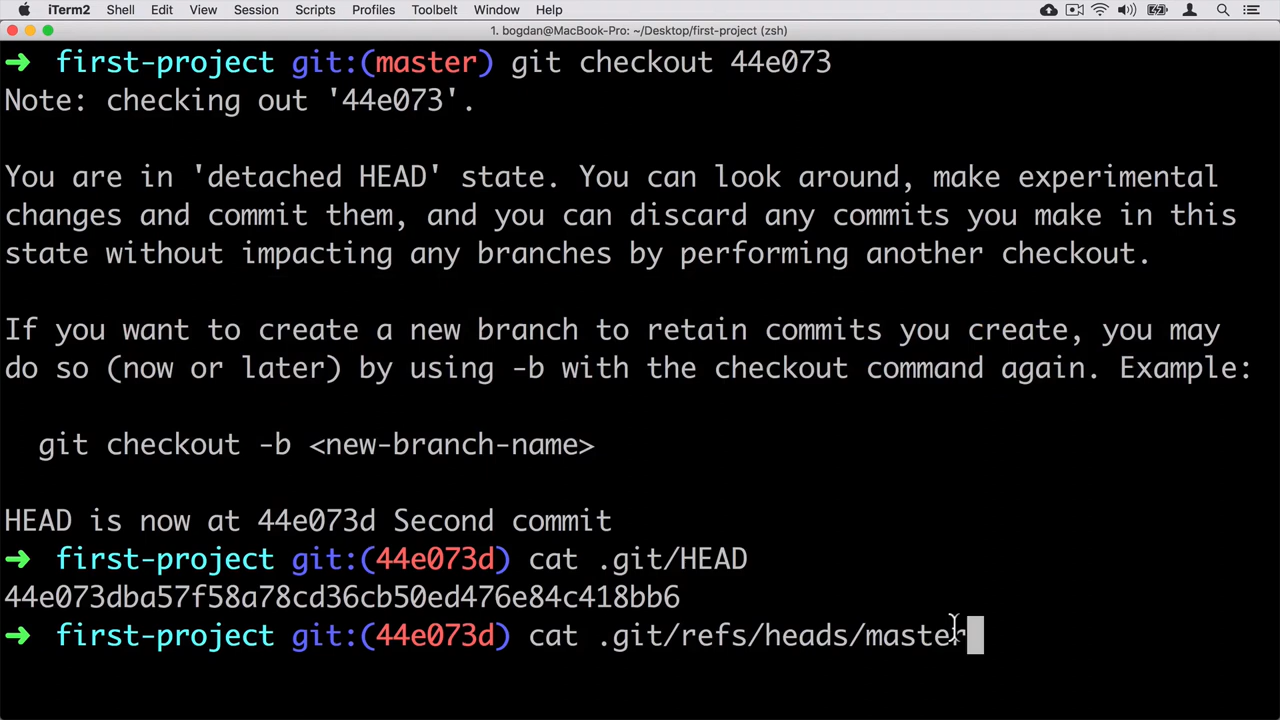 iTerm2 Shell Edit View Session Scripts Profiles Toolbelt Window Help
1. bogdan@MacBook-Pro: ~/Desktop/first-project (zsh)
➜ first-project git:(master) git checkout 44e073
Note: checking out '44e073'.
You are in 'detached HEAD' state. You can look around, make experimental
changes and commit them, and you can discard any commits you make in this
state without impacting any branches by performing another checkout.
If you want to create a new branch to retain commits you create, you may
do so (now or later) by using -b with the checkout command again. Example:
git checkout -b <new-branch-name>
HEAD is now at 44e073d Second commit
➜ first-project git:(44e073d) cat .git/HEAD
44e073dba57f58a78cd36cb50ed476e84c418bb6
➜ first-project git:(44e073d) cat .git/refs/heads/master